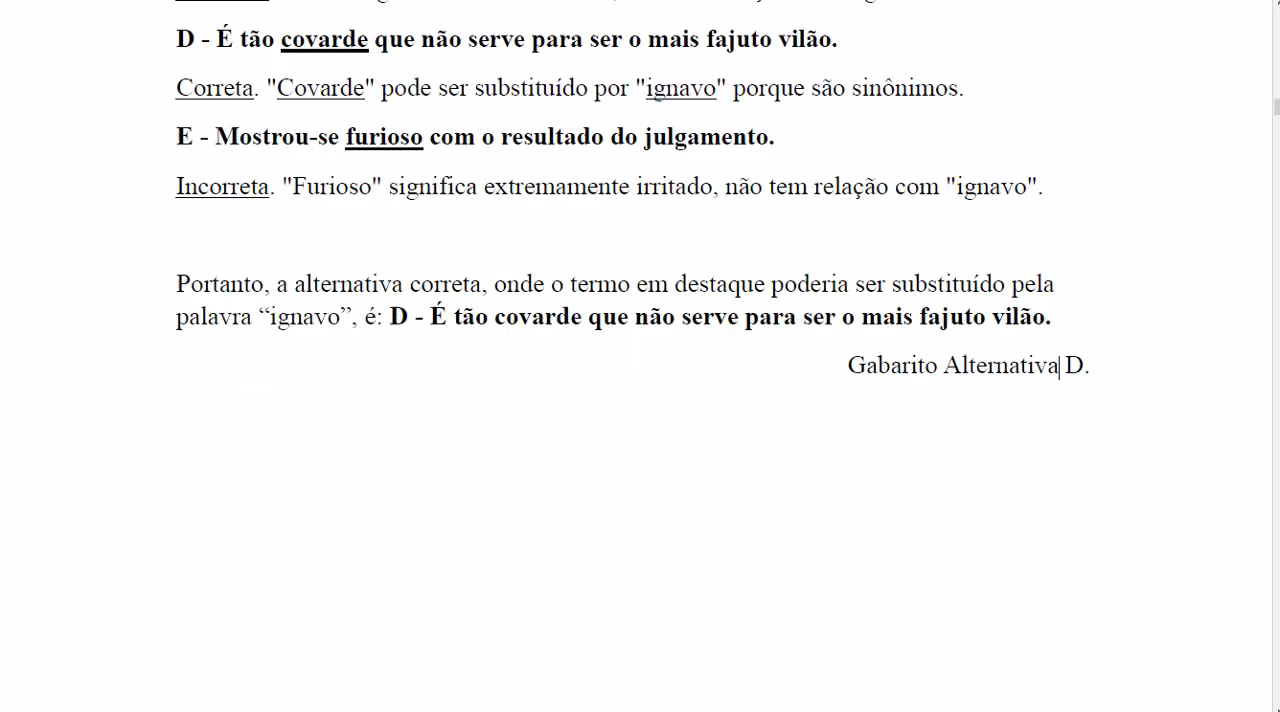 D - É tão covarde que não serve para ser o mais fajuto vilão.
Correta. "Covarde" pode ser substituído por "ignavo" porque são sinônimos.
E - Mostrou-se furioso com o resultado do julgamento.
Incorreta. "Furioso" significa extremamente irritado, não tem relação com "ignavo".
Portanto, a alternativa correta, onde o termo em destaque poderia ser substituído pela
palavra “ignavo”, é: D - É tão covarde que não serve para ser o mais fajuto vilão.
Gabarito Alternativa D.